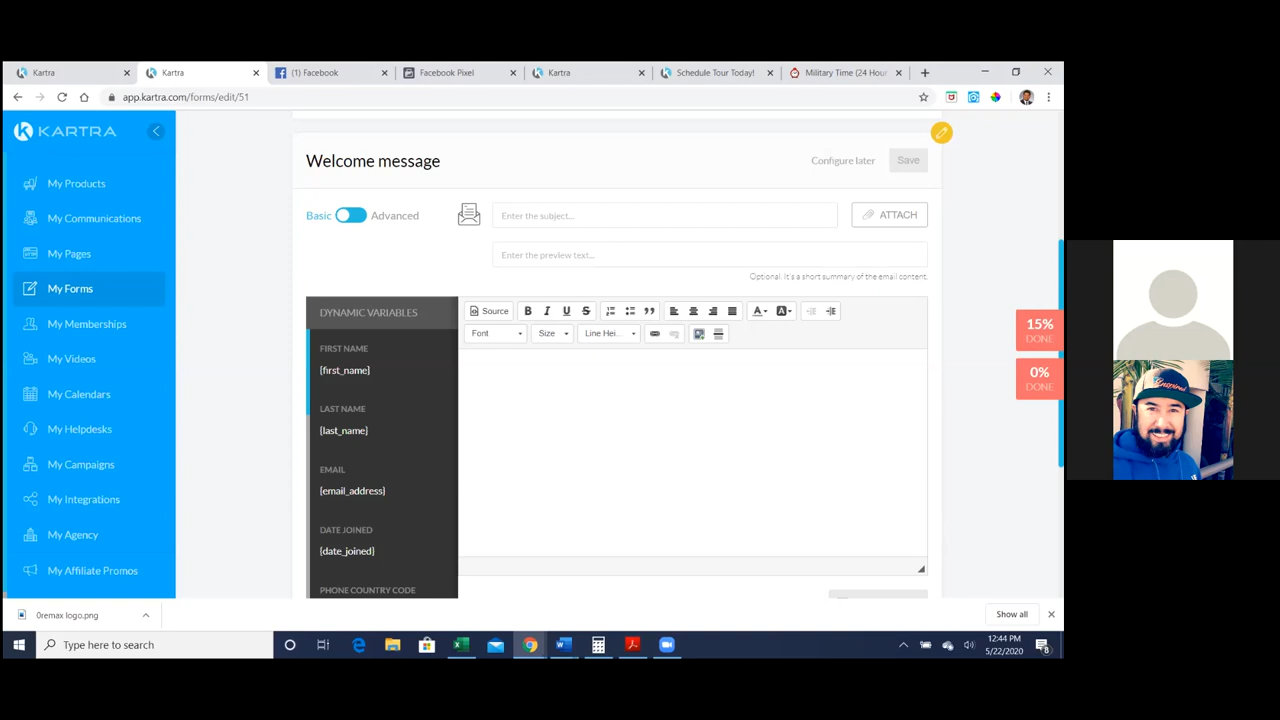 Kartra
Kartra
(1) Facebook
Facebook Pixel
Kartra
Schedule Tour Today!
Military Time (24 Hour
app.kartra.com/forms/edit/51
KARTRA
My Products
My Communications
My Pages
My Forms
My Memberships
My Videos
My Calendars
My Helpdesks
My Campaigns
My Integrations
My Agency
My Affiliate Promos
Welcome message
Configure later
Save
Basic
Advanced
Enter the subject...
ATTACH
Enter the preview text...
Optional. It's a short summary of the email content.
DYNAMIC VARIABLES
Source
B I U S
Font
Size
Line Hei...
FIRST NAME
{first_name}
LAST NAME
{last_name}
EMAIL
{email_address}
DATE JOINED
{date_joined}
PHONE COUNTRY CODE
15%
DONE
0%
DONE
Inspired
0remax logo.png
Show all
Type here to search
12:44 PM
5/22/2020
8